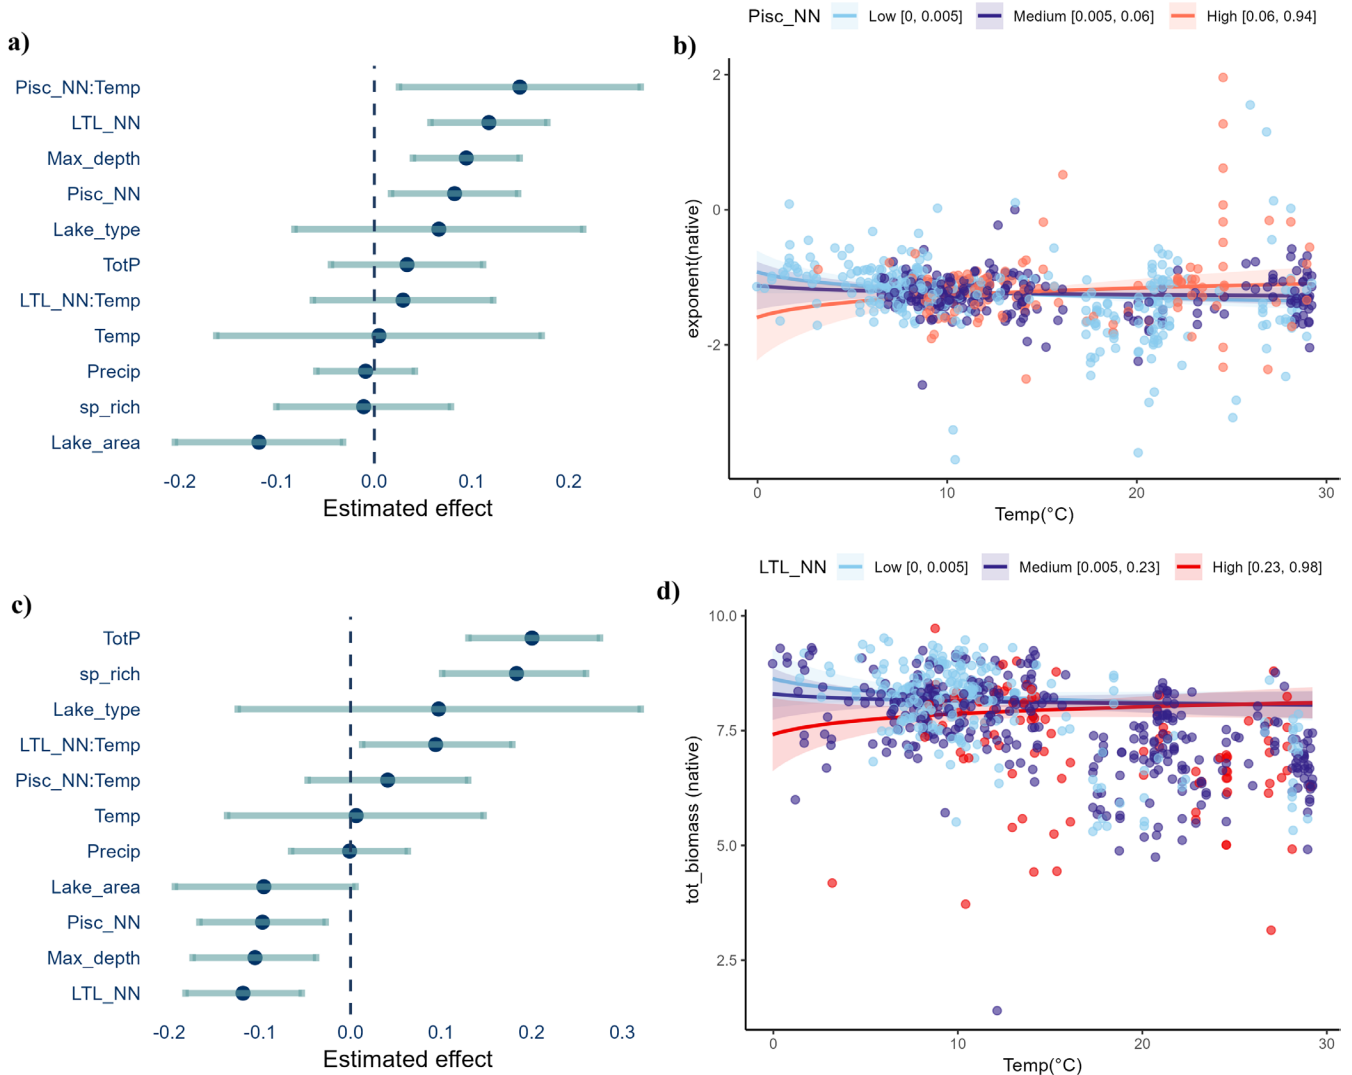 a)
Pisc_NN:Temp
LTL_NN
Max_depth
Pisc_NN
Lake_type
TotP
LTL_NN:Temp
Temp
Precip
sp_rich
Lake_area
-0.2 -0.1 0.0 0.1 0.2
Estimated effect
Pisc_NN Low [0, 0.005] Medium [0.005, 0.06] High [0.06, 0.94]
b)
exponent(native)
2
0
-2
0 10 20 30
Temp(°C)
c)
TotP
sp_rich
Lake_type
LTL_NN:Temp
Pisc_NN:Temp
Temp
Precip
Lake_area
Pisc_NN
Max_depth
LTL_NN
-0.2 -0.1 0.0 0.1 0.2 0.3
Estimated effect
LTL_NN Low [0, 0.005] Medium [0.005, 0.23] High [0.23, 0.98]
d)
tot_biomass (native)
10.0
7.5
5.0
2.5
0 10 20 30
Temp(°C)